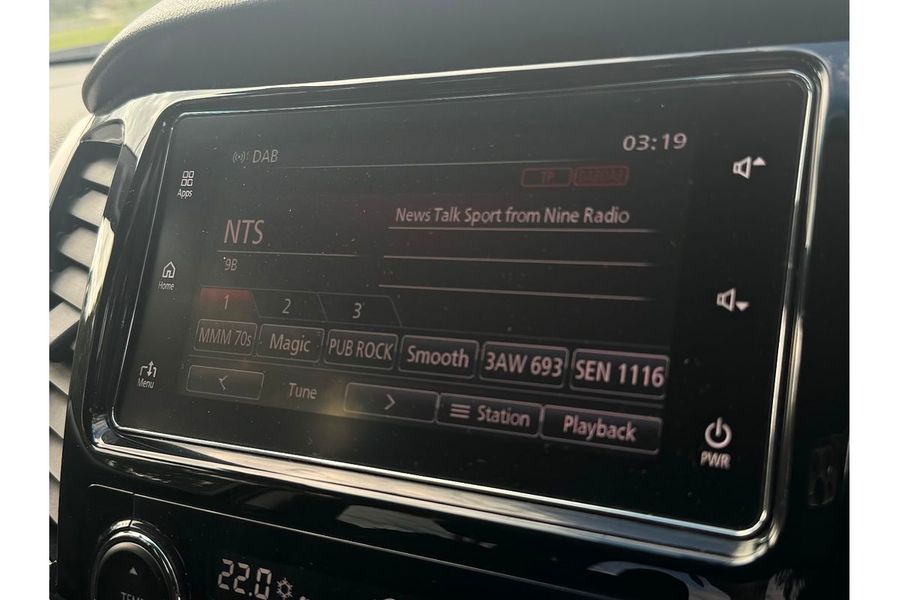 DAB
03:19
Apps
TP
News Talk Sport from Nine Radio
NTS
9B
Home
1 2 3
MMM 70s Magic PUB ROCK Smooth 3AW 693 SEN 1116
Menu
Tune Station Playback
PWR
22.0